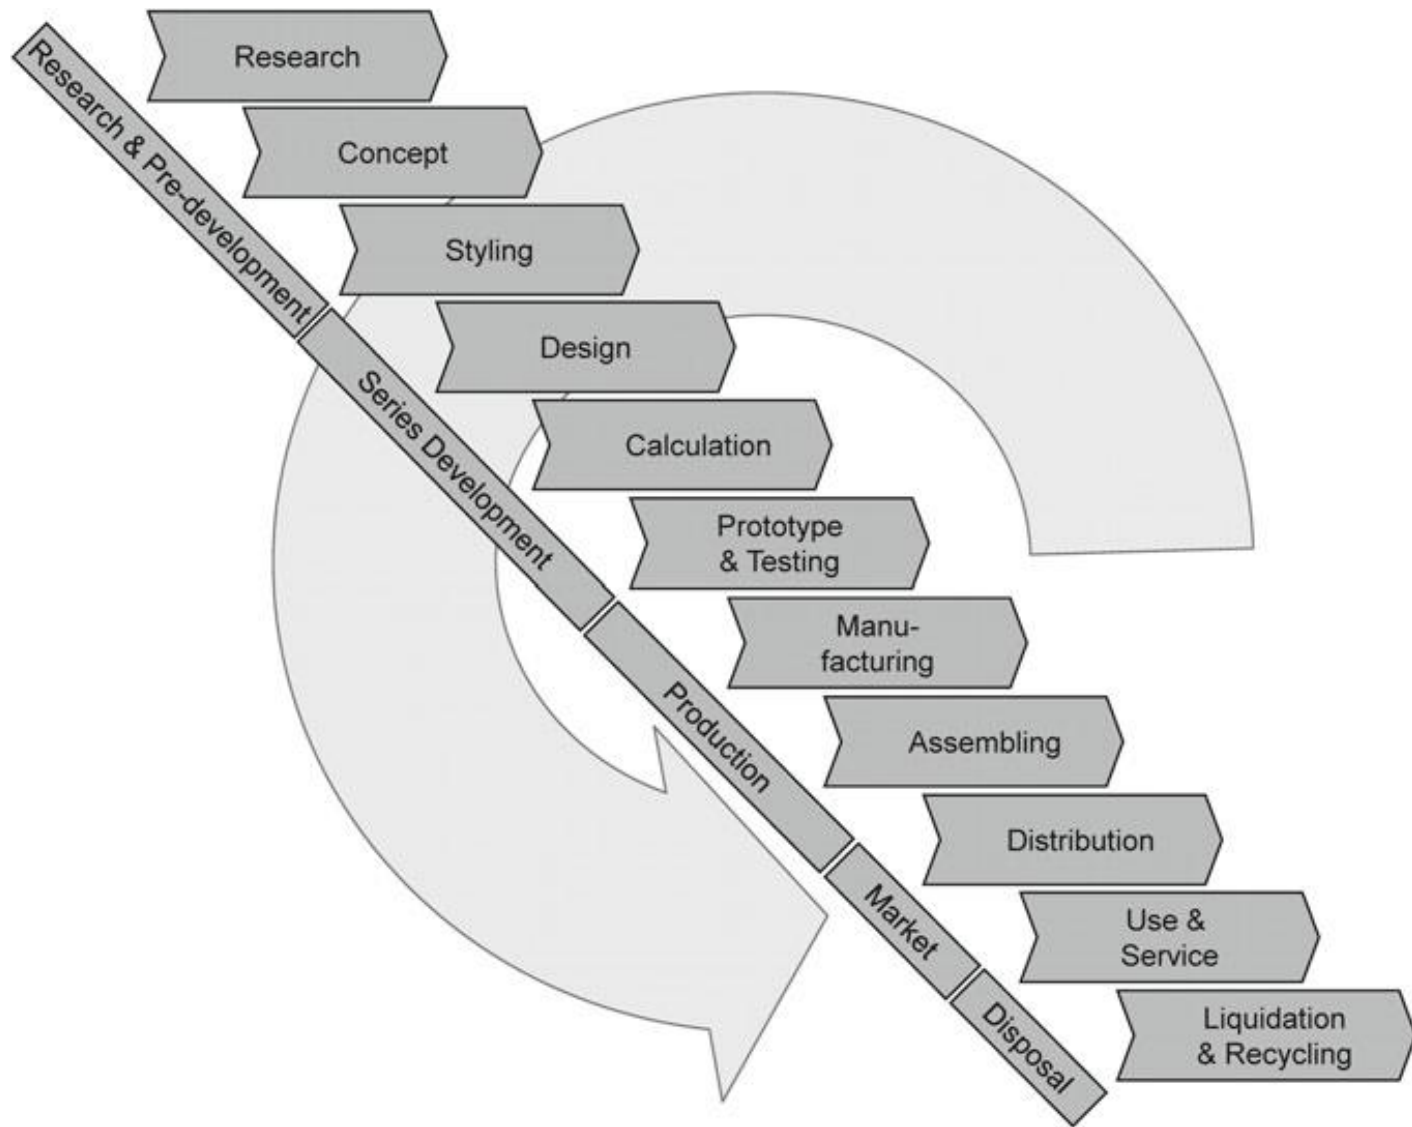 Research
Concept
Styling
Design
Calculation
Prototype
& Testing
Manu-
facturing
Assembling
Distribution
Use &
Service
Liquidation
& Recycling
Research & Pre-development
Series Development
Production
Market
Disposal